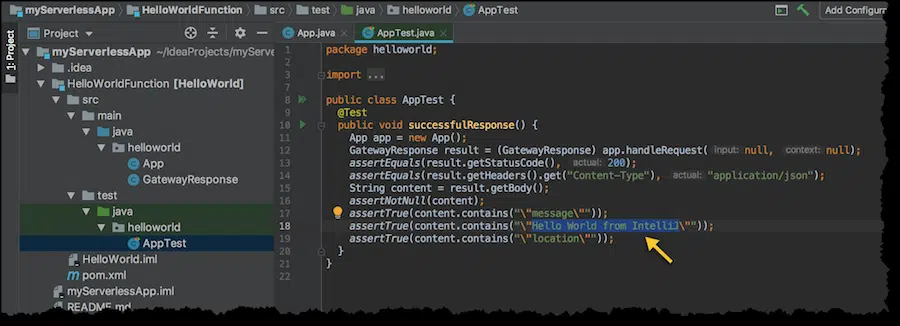 myServerlessApp HelloWorldFunction src test java helloworld AppTest Add Configur
1: Project
Project
App.java AppTest.java
myServerlessApp ~/IdeaProjects/myServe
.idea
HelloWorldFunction [HelloWorld]
src
main
java
helloworld
App
GatewayResponse
test
java
helloworld
AppTest
HelloWorld.iml
pom.xml
myServerlessApp.iml
README.md
1 package helloworld;
2
3 import ...
7
8 public class AppTest {
9 @Test
10 public void successfulResponse() {
11 App app = new App();
12 GatewayResponse result = (GatewayResponse) app.handleRequest( input: null, context: null);
13 assertEquals(result.getStatusCode(), actual: 200);
14 assertEquals(result.getHeaders().get("Content-Type"), actual: "application/json");
15 String content = result.getBody();
16 assertNotNull(content);
17 assertTrue(content.contains("\"message\""));
18 assertTrue(content.contains("\"Hello World from IntelliJ\""));
19 assertTrue(content.contains("\"location\""));
20 }
21 }
22